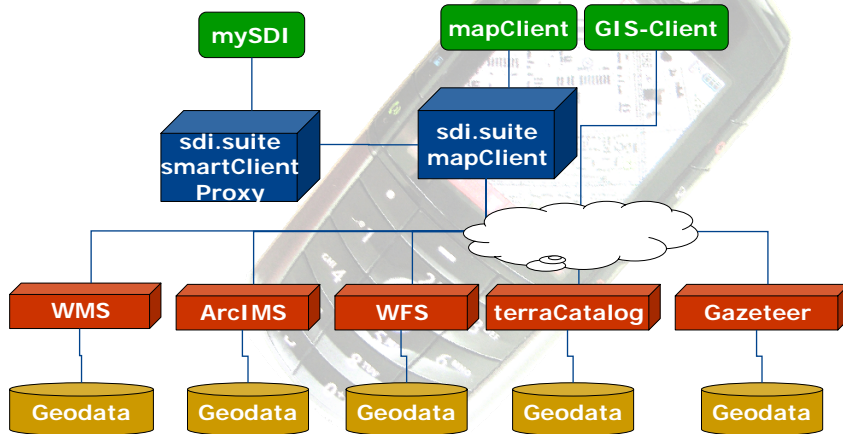 mySDI
mapClient
GIS-Client
sdi.suite
smartClient
Proxy
sdi.suite
mapClient
WMS
ArcIMS
WFS
terraCatalog
Gazeteer
Geodata
Geodata
Geodata
Geodata
Geodata